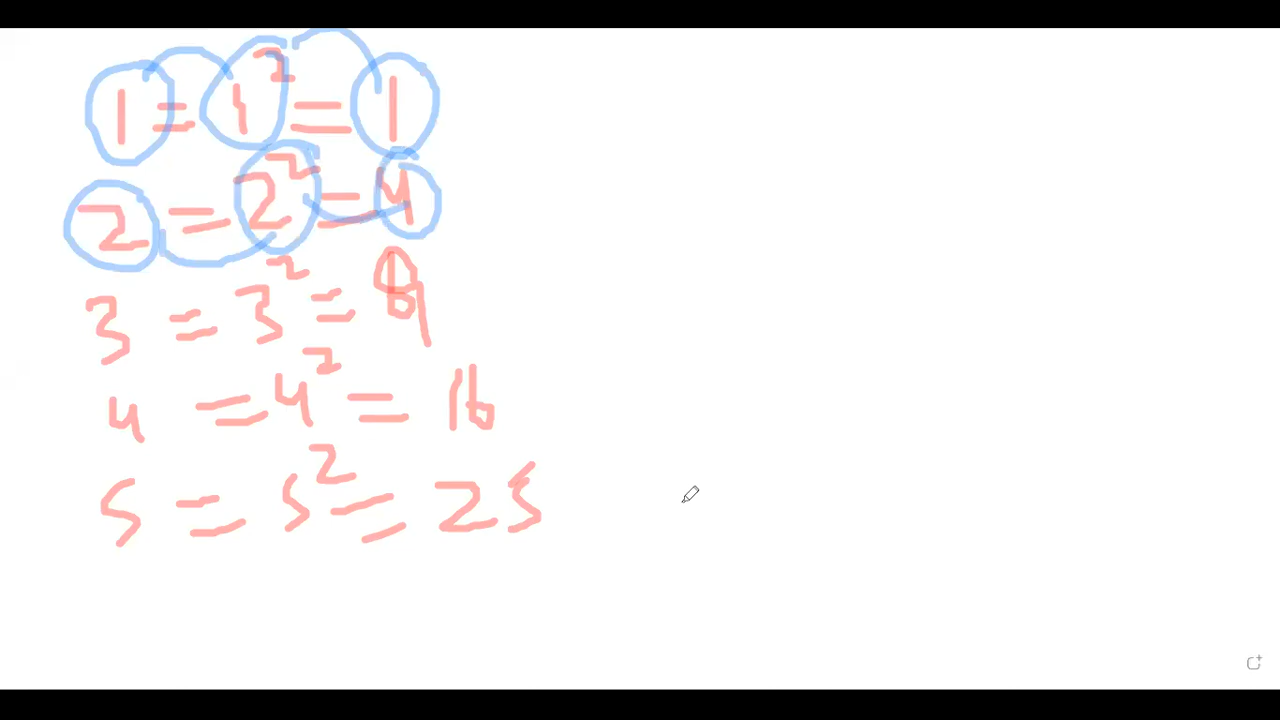 1 = 1² = 1
2 = 2² = 4
3 = 3² = 9
4 = 4² = 16
5 = 5² = 25